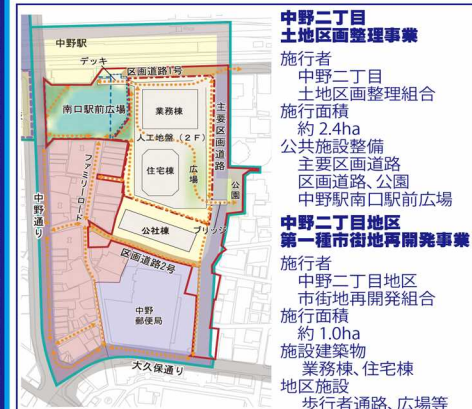 中野駅
デッキ
区画道路1号
南口駅前広場
業務棟
人工地盤(2F)
主要区画道路
住宅棟
広場
公園
ファミリーロード
中野通り
公社棟
ブリッジ
区画道路2号
中野
郵便局
大久保通り
中野二丁目
土地区画整理事業
施行者
中野二丁目
土地区画整理組合
施行面積
約 2.4ha
公共施設整備
主要区画道路
区画道路、公園
中野駅南口駅前広場
中野二丁目地区
第一種市街地再開発事業
施行者
中野二丁目地区
市街地再開発組合
施行面積
約 1.0ha
施設建築物
業務棟、住宅棟
地区施設
歩行者通路、広場等